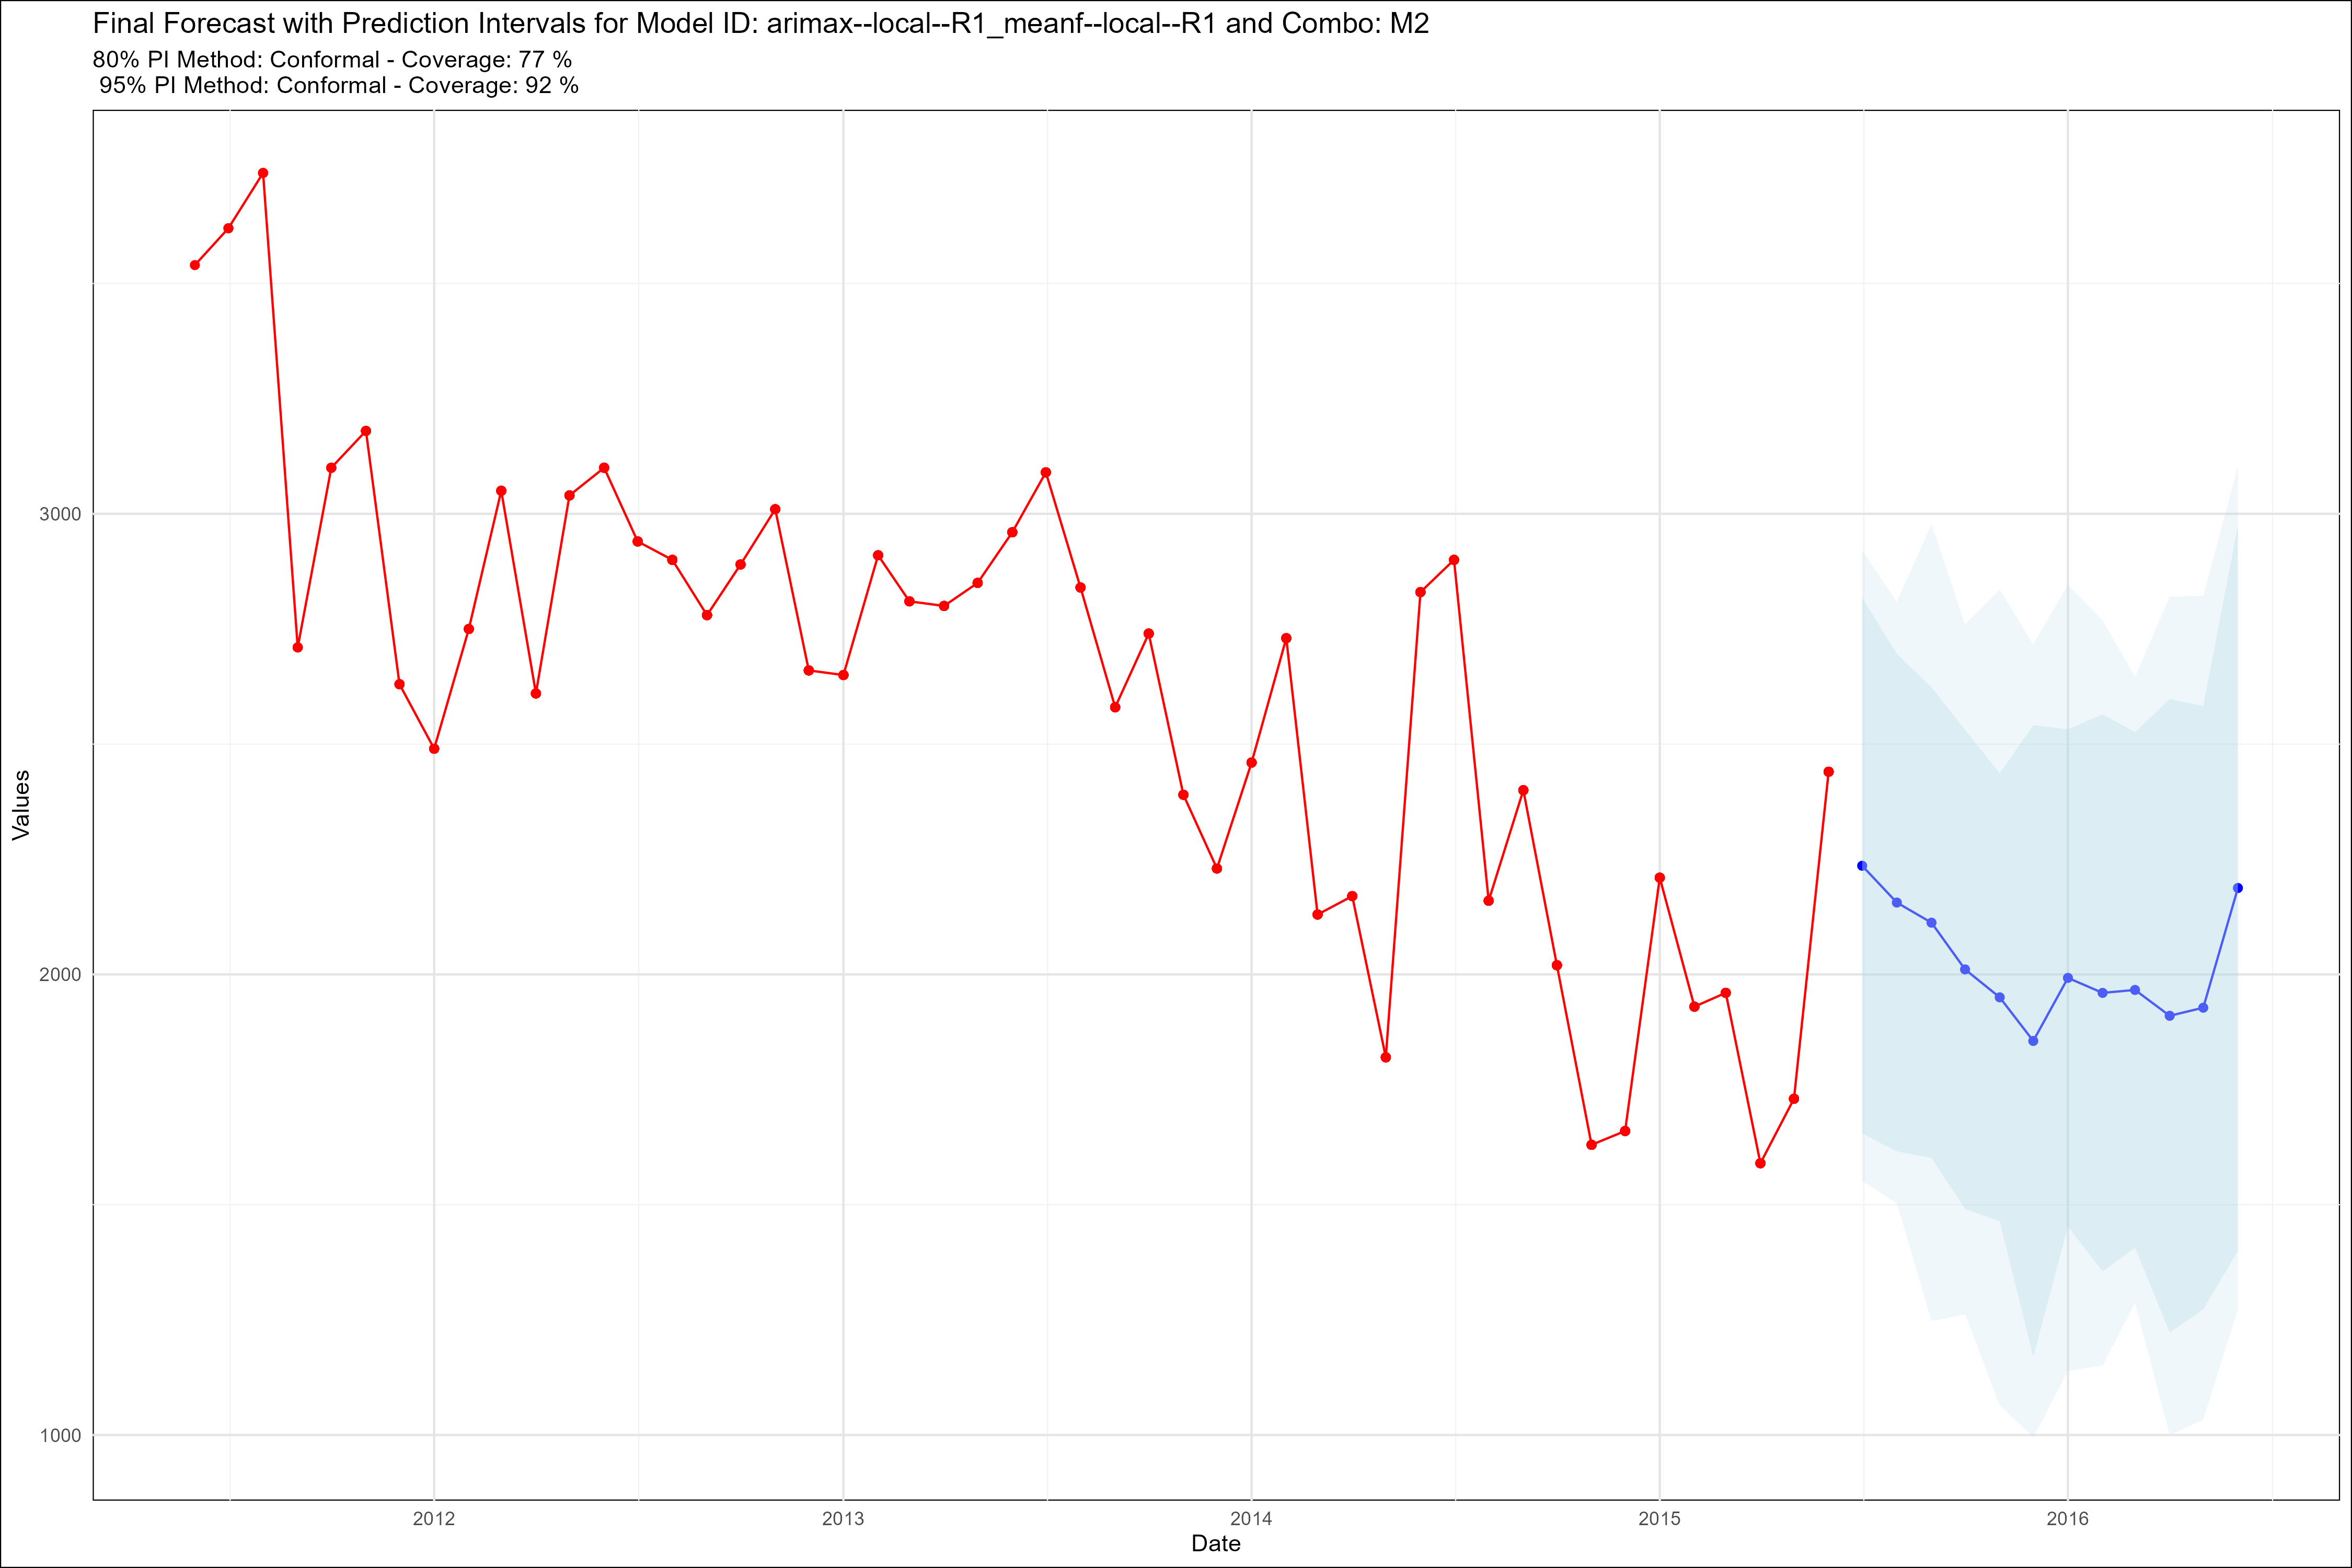 Final Forecast with Prediction Intervals for Model ID: arimax--local--R1_meanf--local--R1 and Combo: M2
80% PI Method: Conformal - Coverage: 77 %
95% PI Method: Conformal - Coverage: 92 %
Values
3000
2000
1000
2012
2013
2014
2015
2016
Date